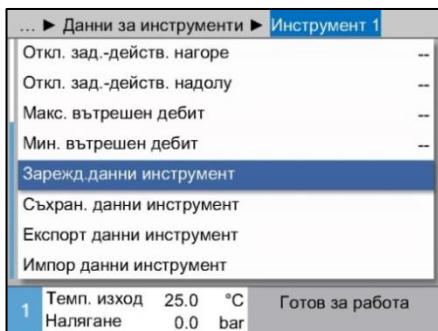 ... ► Данни за инструменти ► Инструмент 1
Откл. зад.-действ. нагоре --
Откл. зад.-действ. надолу --
Макс. вътрешен дебит --
Мин. вътрешен дебит --
Зарежд.данни инструмент
Съхран. данни инструмент
Експорт данни инструмент
Импор данни инструмент
1 Темп. изход 25.0 °C Готов за работа
Налягане 0.0 bar